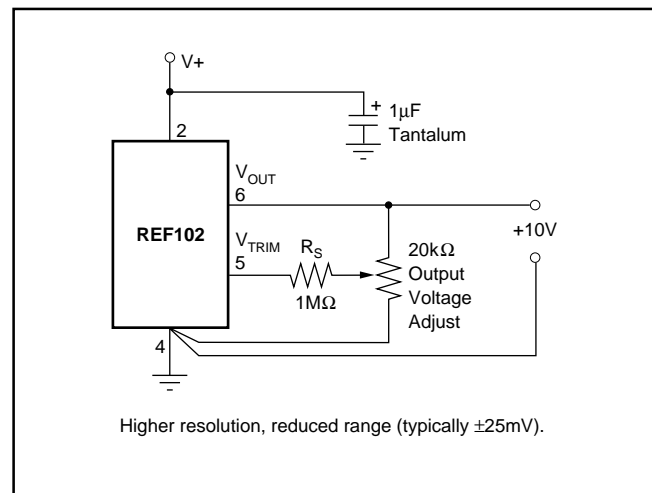 V+
+ 1μF
Tantalum
2
V_OUT
6
REF102
V_TRIM
5
R_S
1MΩ
20kΩ
Output
Voltage
Adjust
+10V
4
Higher resolution, reduced range (typically ±25mV).